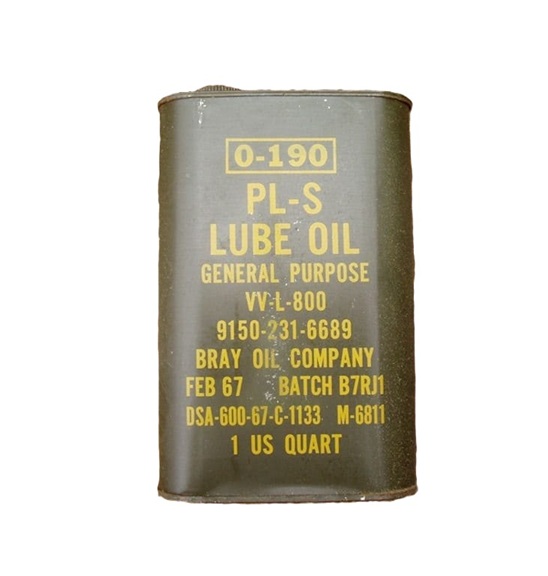 O-190
PL-S
LUBE OIL
GENERAL PURPOSE
VV-L-800
9150-231-6689
BRAY OIL COMPANY
FEB 67 BATCH B7RJ1
DSA-600-67-C-1133 M-6811
1 US QUART